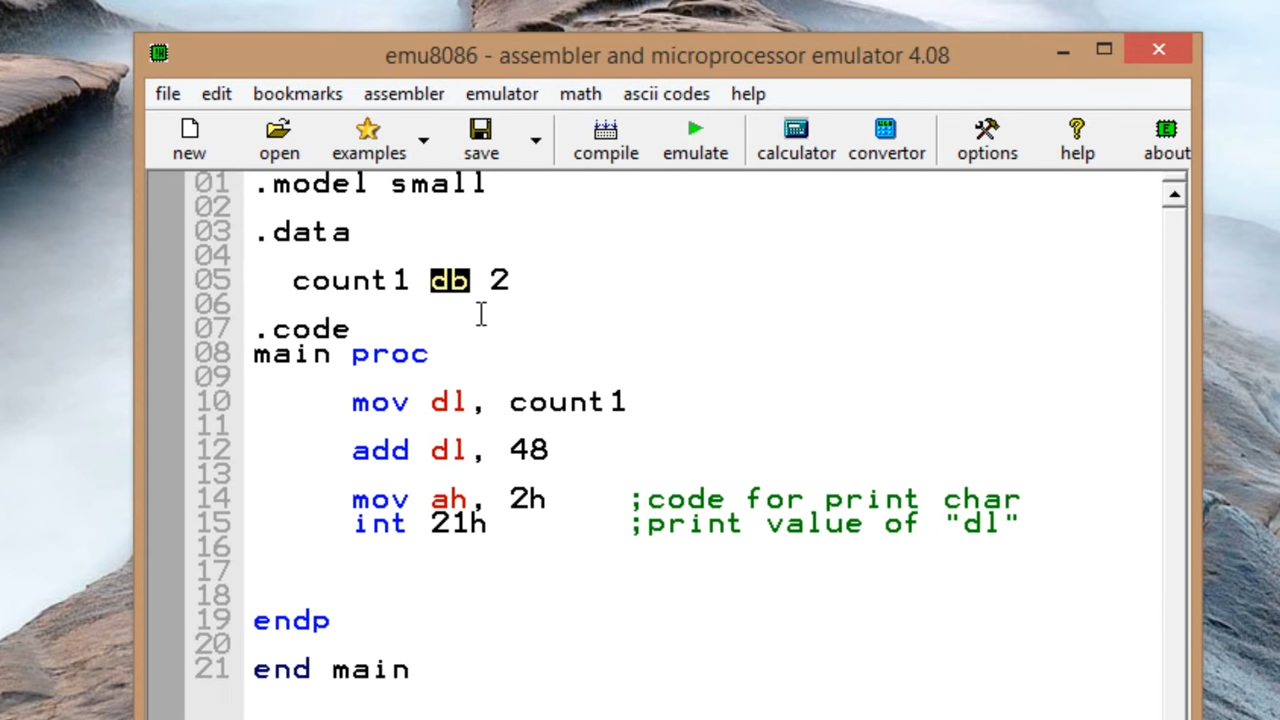 emu8086 - assembler and microprocessor emulator 4.08
file edit bookmarks assembler emulator math ascii codes help
new open examples save compile emulate calculator convertor options help about
01 .model small
02
03 .data
04
05 count1 db 2
06
07 .code
08 main proc
09
10 mov dl, count1
11
12 add dl, 48
13
14 mov ah, 2h ;code for print char
15 int 21h ;print value of "dl"
16
17
18
19 endp
20
21 end main